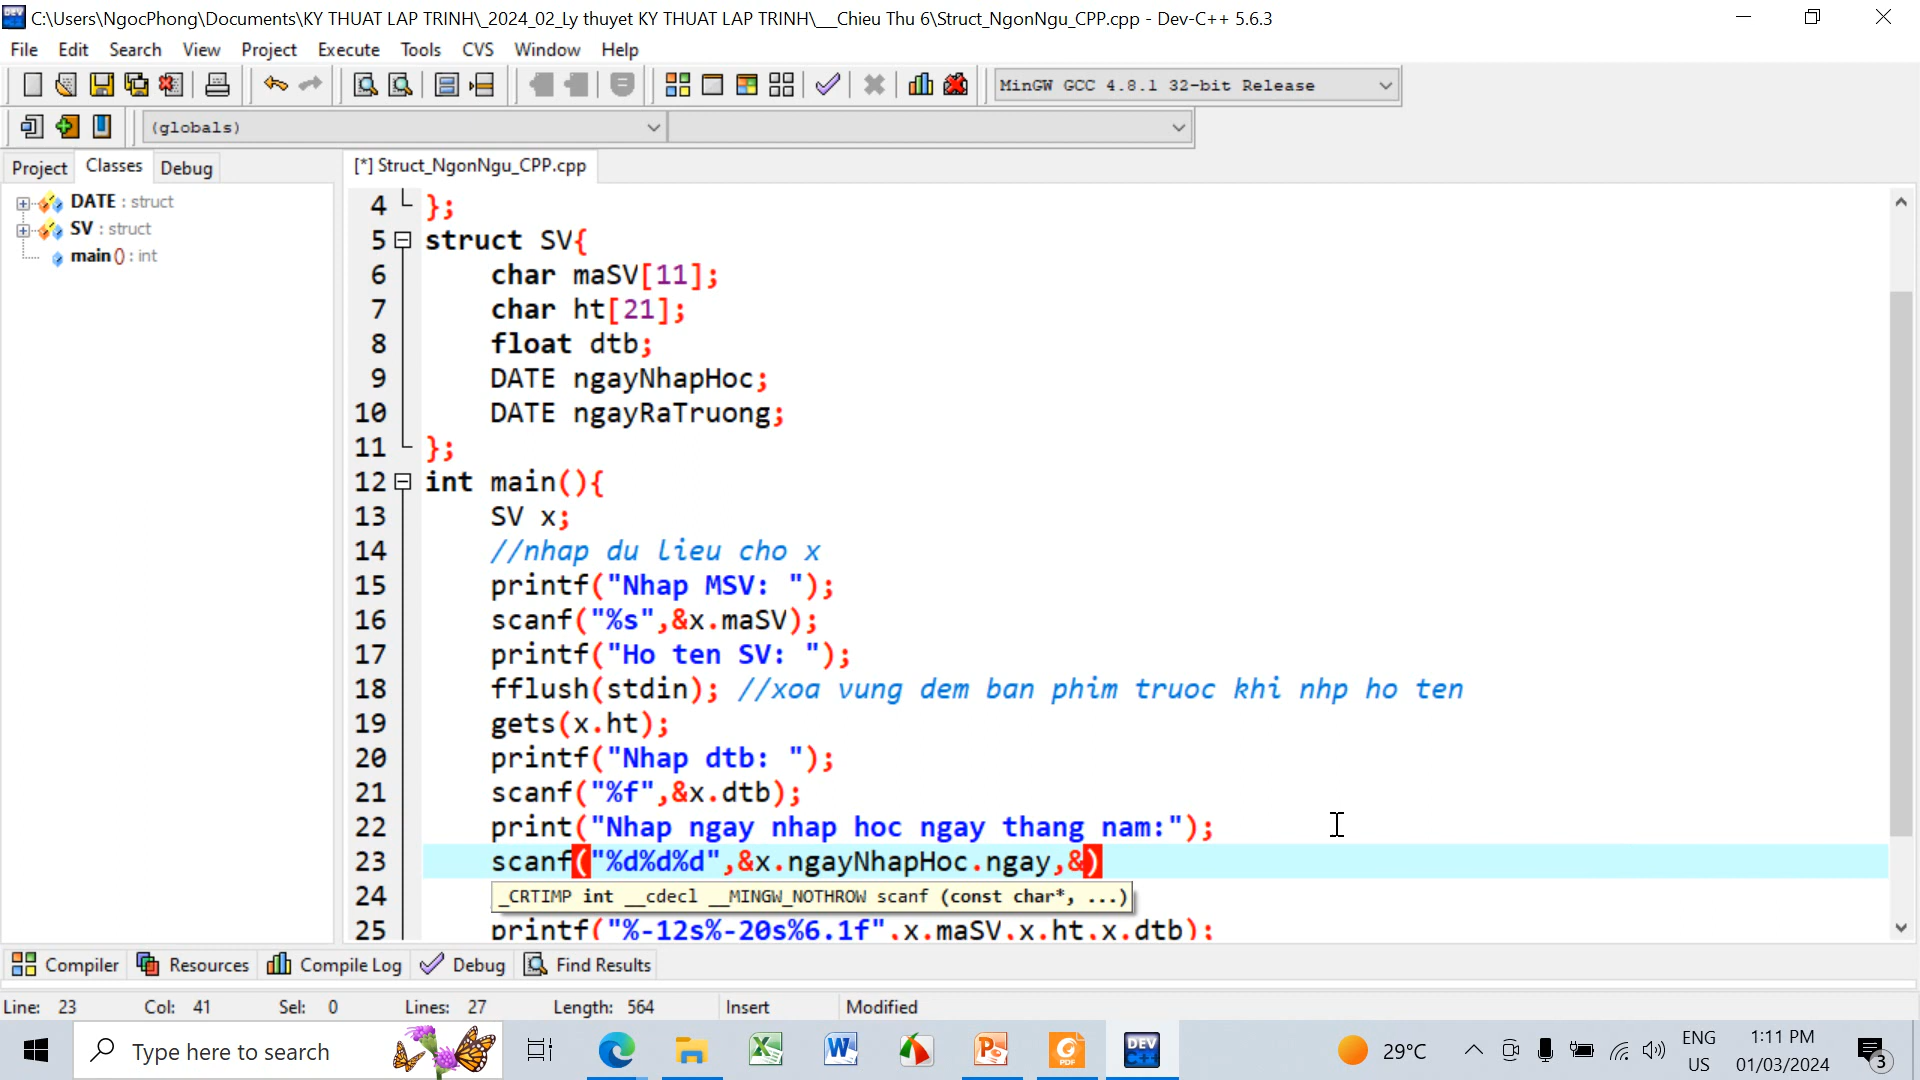 C:\Users\NgocPhong\Documents\KY THUAT LAP TRINH\_2024_02_Ly thuyet KY THUAT LAP TRINH\__Chieu Thu 6\Struct_NgonNgu_CPP.cpp - Dev-C++ 5.6.3
File Edit Search View Project Execute Tools CVS Window Help
MinGW GCC 4.8.1 32-bit Release
(globals)
Project Classes Debug
[*] Struct_NgonNgu_CPP.cpp
DATE : struct
SV : struct
main () : int
4 };
5 struct SV{
6 char maSV[11];
7 char ht[21];
8 float dtb;
9 DATE ngayNhapHoc;
10 DATE ngayRaTruong;
11 };
12 int main(){
13 SV x;
14 //nhap du lieu cho x
15 printf("Nhap MSV: ");
16 scanf("%s",&x.maSV);
17 printf("Ho ten SV: ");
18 fflush(stdin); //xoa vung dem ban phim truoc khi nhp ho ten
19 gets(x.ht);
20 printf("Nhap dtb: ");
21 scanf("%f",&x.dtb);
22 print("Nhap ngay nhap hoc ngay thang nam:");
23 scanf("%d%d%d",&x.ngayNhapHoc.ngay,&)
24 _CRTIMP int __cdecl __MINGW_NOTHROW scanf (const char*, ...)
25 printf("%-12s%-20s%6.1f",x.maSV,x.ht,x.dtb);
Compiler Resources Compile Log Debug Find Results
Line: 23 Col: 41 Sel: 0 Lines: 27 Length: 564 Insert Modified
Type here to search
DEV
29°C
ENG
US
1:11 PM
01/03/2024
3